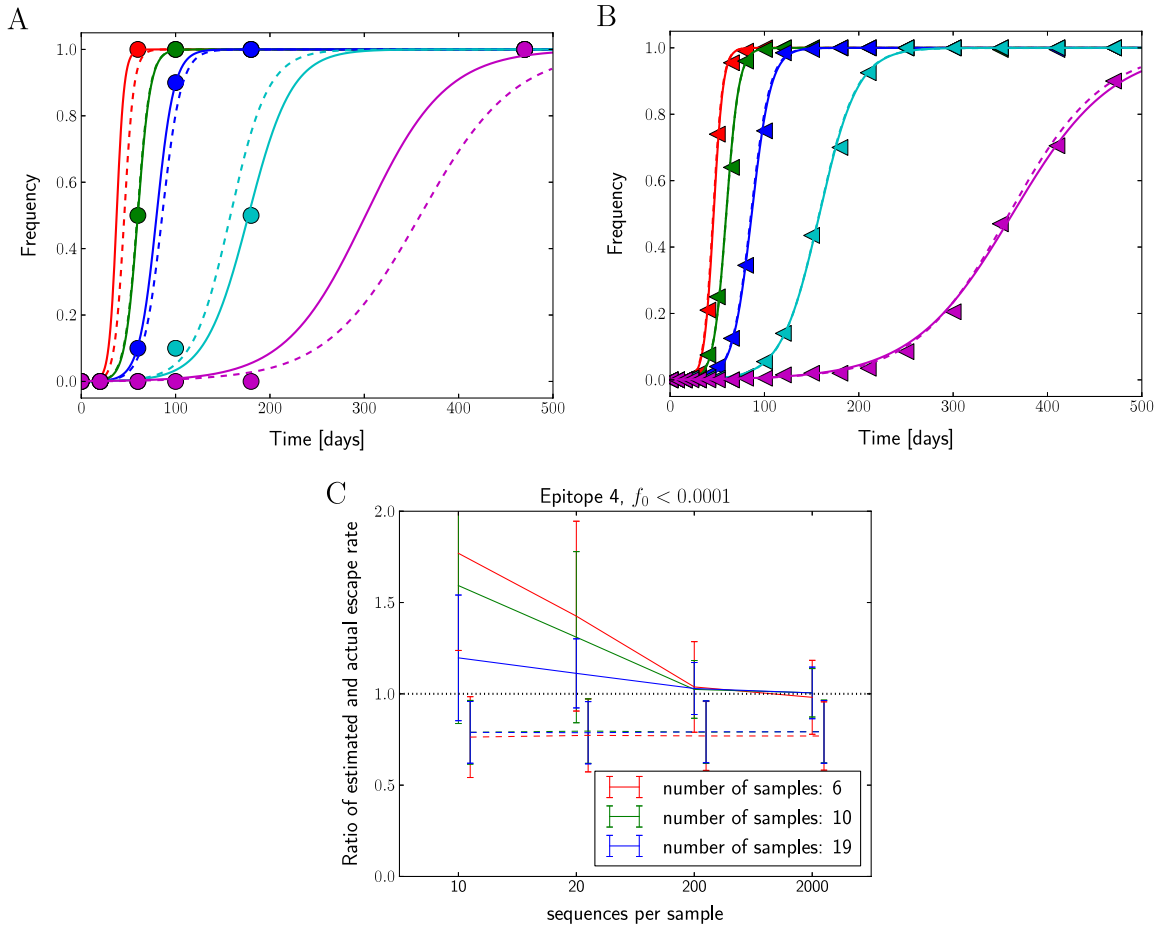 A
1.0
0.8
0.6
0.4
0.2
0.0
Frequency
0
100
200
300
400
500
Time [days]
B
1.0
0.8
0.6
0.4
0.2
0.0
Frequency
0
100
200
300
400
500
Time [days]
C
Epitope 4, f₀ < 0.0001
2.0
1.5
1.0
0.5
0.0
Ratio of estimated and actual escape rate
number of samples: 6
number of samples: 10
number of samples: 19
10
20
200
2000
sequences per sample